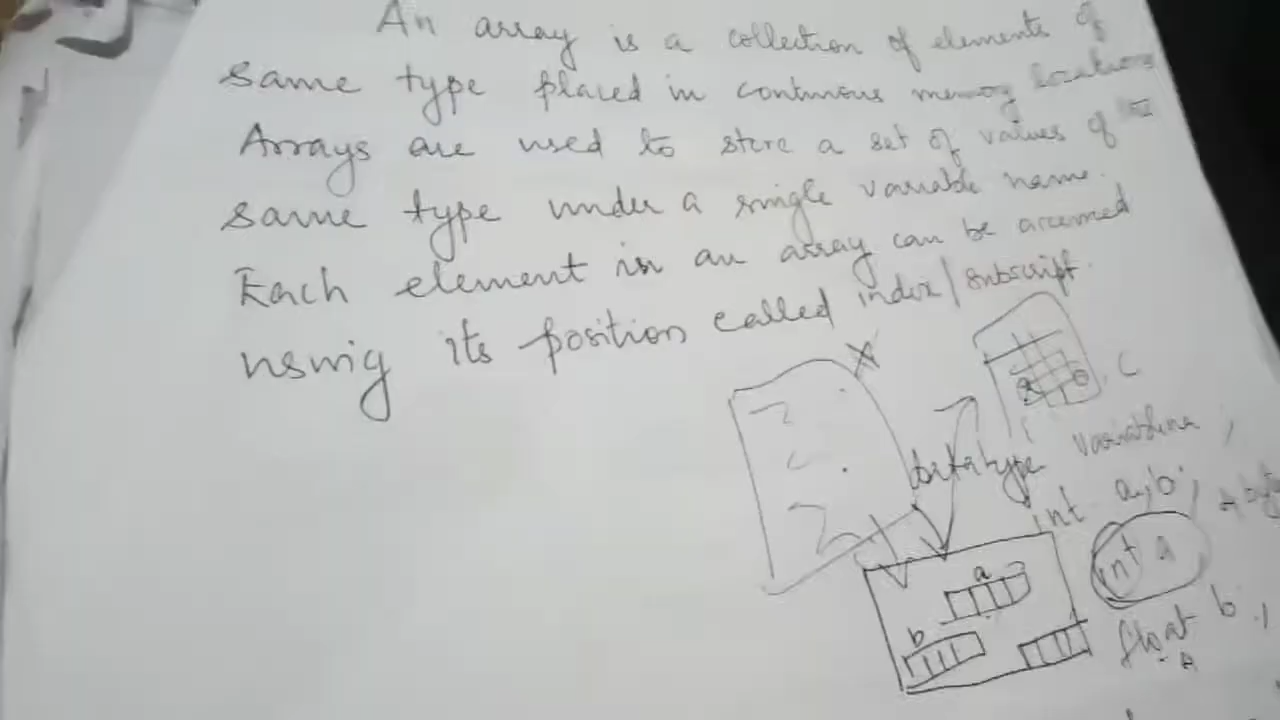 An array is a collection of elements of
same type placed in continuous memory locations
Arrays are used to store a set of values of
same type under a single variable name.
Each element in an array can be accessed
using its position called index/subscript.
C
datatype variable ;
int a, b ;
int A
a
b
float b ;
A